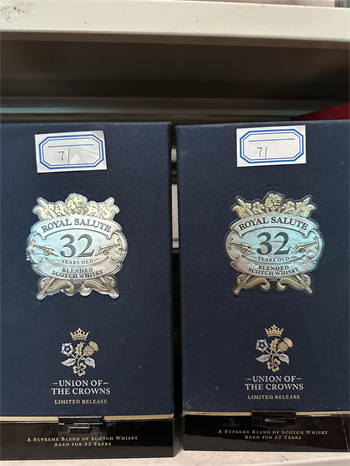 71
ROYAL SALUTE
32
YEARS OLD
BLENDED
SCOTCH WHISKY
UNION OF
THE CROWNS
LIMITED RELEASE
A SUPREME BLEND OF SCOTCH WHISKY
AGED FOR 32 YEARS
71
ROYAL SALUTE
32
YEARS OLD
BLENDED
SCOTCH WHISKY
UNION OF
THE CROWNS
LIMITED RELEASE
A SUPREME BLEND OF SCOTCH WHISKY
AGED FOR 32 YEARS